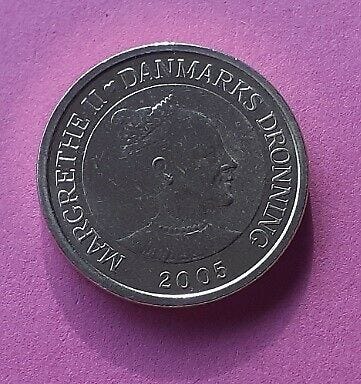 MARGRETHE II ~ DANMARKS DRONNING
2005